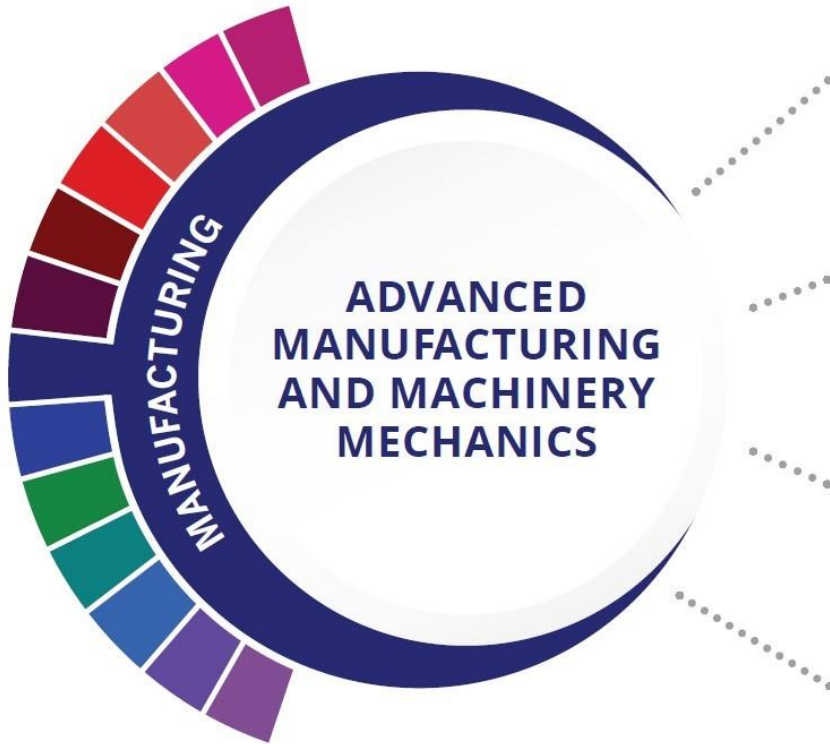 MANUFACTURING
ADVANCED
MANUFACTURING
AND MACHINERY
MECHANICS